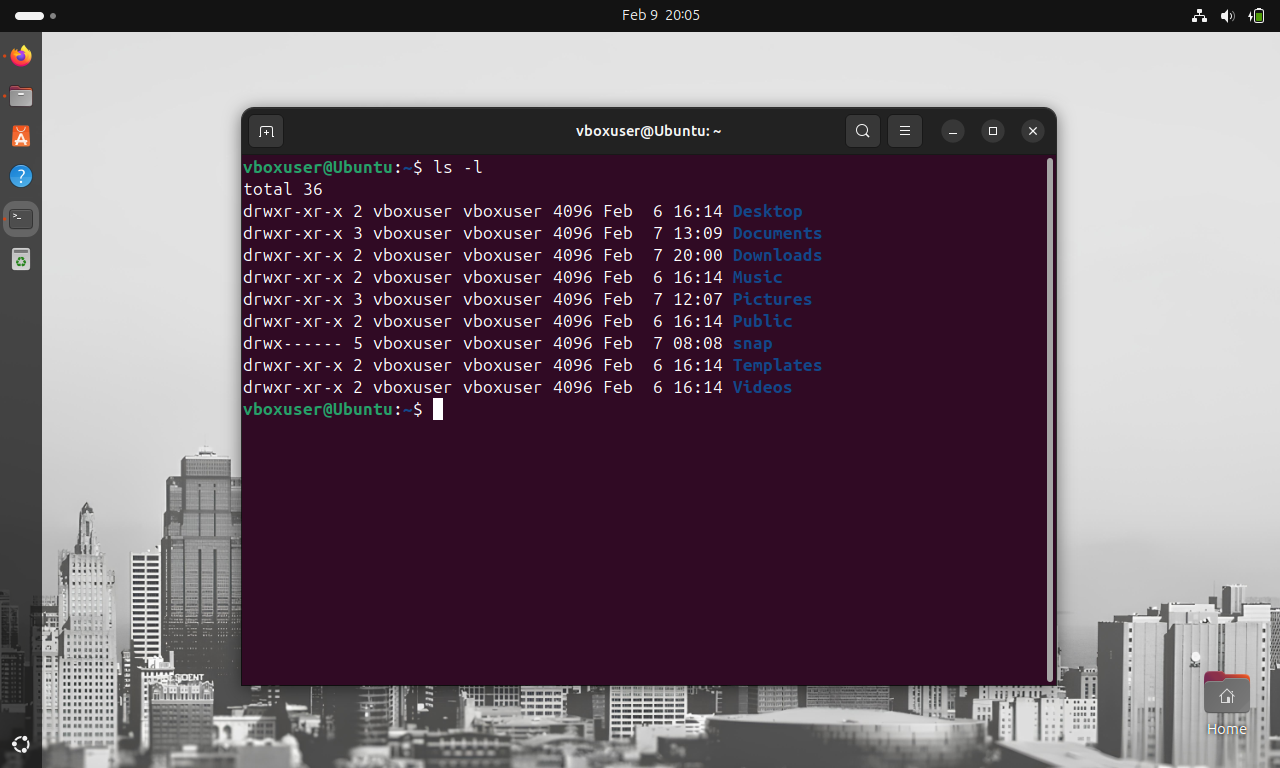 Feb 9 20:05
vboxuser@Ubuntu: ~
vboxuser@Ubuntu:~$ ls -l
total 36
drwxr-xr-x 2 vboxuser vboxuser 4096 Feb  6 16:14 Desktop
drwxr-xr-x 3 vboxuser vboxuser 4096 Feb  7 13:09 Documents
drwxr-xr-x 2 vboxuser vboxuser 4096 Feb  7 20:00 Downloads
drwxr-xr-x 2 vboxuser vboxuser 4096 Feb  6 16:14 Music
drwxr-xr-x 3 vboxuser vboxuser 4096 Feb  7 12:07 Pictures
drwxr-xr-x 2 vboxuser vboxuser 4096 Feb  6 16:14 Public
drwx------ 5 vboxuser vboxuser 4096 Feb  7 08:08 snap
drwxr-xr-x 2 vboxuser vboxuser 4096 Feb  6 16:14 Templates
drwxr-xr-x 2 vboxuser vboxuser 4096 Feb  6 16:14 Videos
vboxuser@Ubuntu:~$
Home